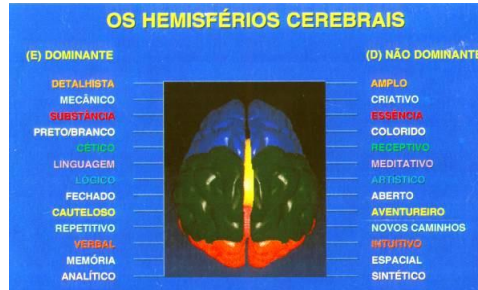 OS HEMISFÉRIOS CEREBRAIS
(E) DOMINANTE
(D) NÃO DOMINANTE
DETALHISTA
AMPLO
MECÂNICO
CRIATIVO
SUBSTÂNCIA
ESSÊNCIA
PRETO/BRANCO
COLORIDO
CÉTICO
RECEPTIVO
LINGUAGEM
MEDITATIVO
LÓGICO
ARTÍSTICO
FECHADO
ABERTO
CAUTELOSO
AVENTUREIRO
REPETITIVO
NOVOS CAMINHOS
VERBAL
INTUITIVO
MEMÓRIA
ESPACIAL
ANALÍTICO
SINTÉTICO